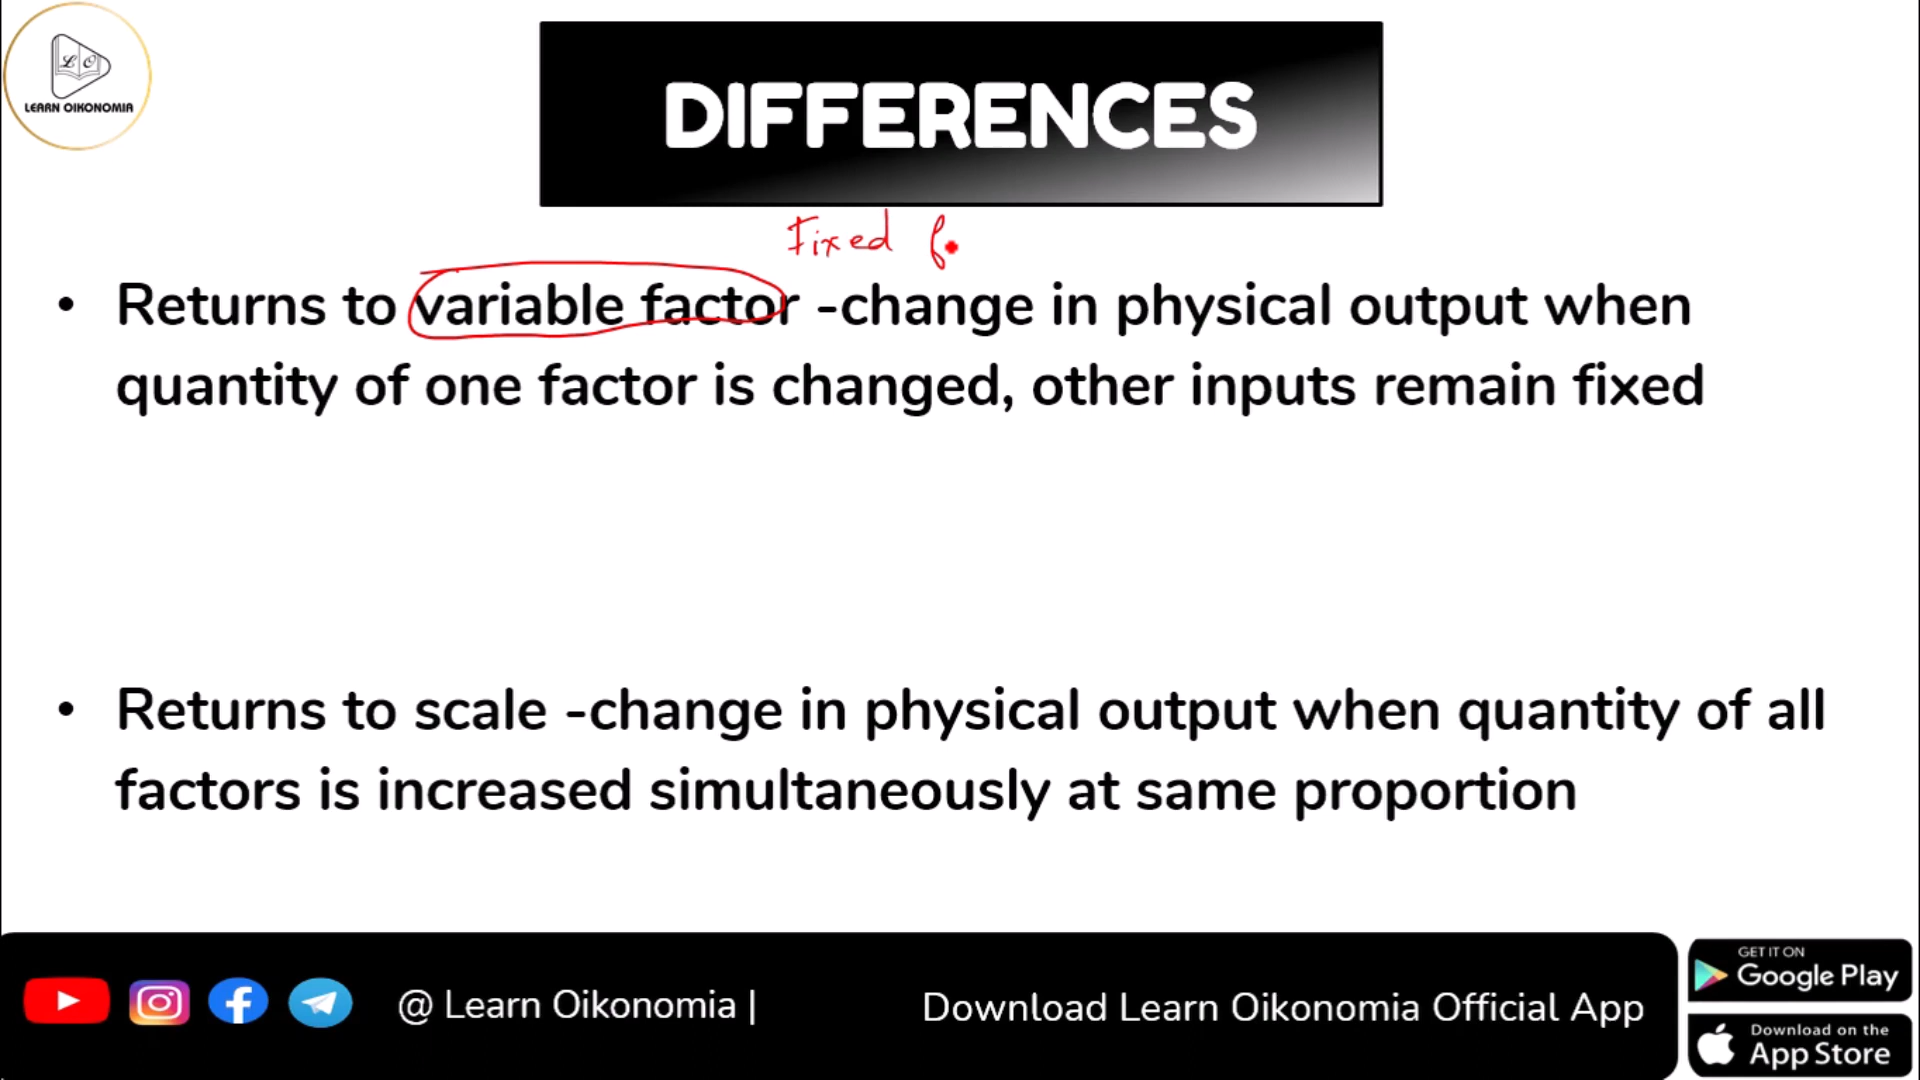 LO
LEARN OIKONOMIA
DIFFERENCES
Fixed f
• Returns to variable factor -change in physical output when
quantity of one factor is changed, other inputs remain fixed
• Returns to scale -change in physical output when quantity of all
factors is increased simultaneously at same proportion
@ Learn Oikonomia |
Download Learn Oikonomia Official App
GET IT ON
Google Play
Download on the
App Store